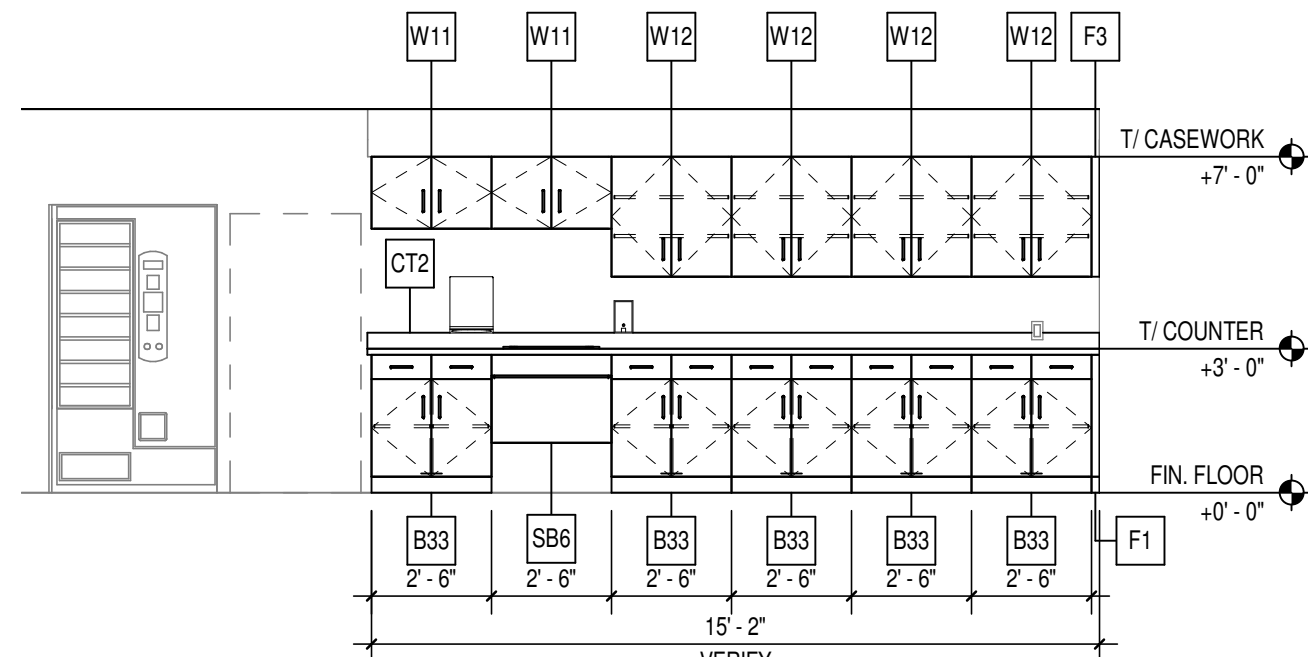 W11 W11 W12 W12 W12 W12 F3
T/ CASEWORK
+7' - 0"
CT2
T/ COUNTER
+3' - 0"
FIN. FLOOR
+0' - 0"
B33 SB6 B33 B33 B33 B33 F1
2' - 6" 2' - 6" 2' - 6" 2' - 6" 2' - 6" 2' - 6"
15' - 2"
VERIFY